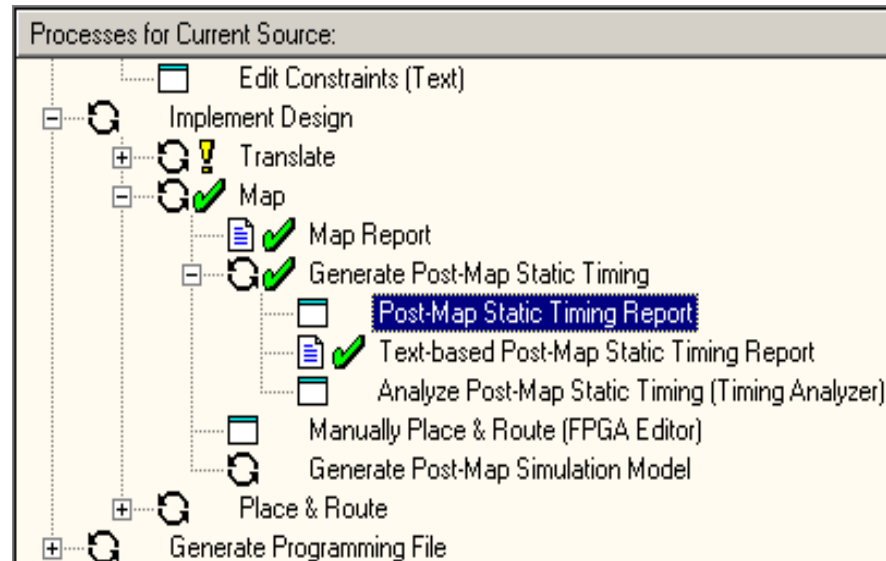 Processes for Current Source:
Edit Constraints (Text)
Implement Design
Translate
Map
Map Report
Generate Post-Map Static Timing
Post-Map Static Timing Report
Text-based Post-Map Static Timing Report
Analyze Post-Map Static Timing (Timing Analyzer)
Manually Place & Route (FPGA Editor)
Generate Post-Map Simulation Model
Place & Route
Generate Programming File